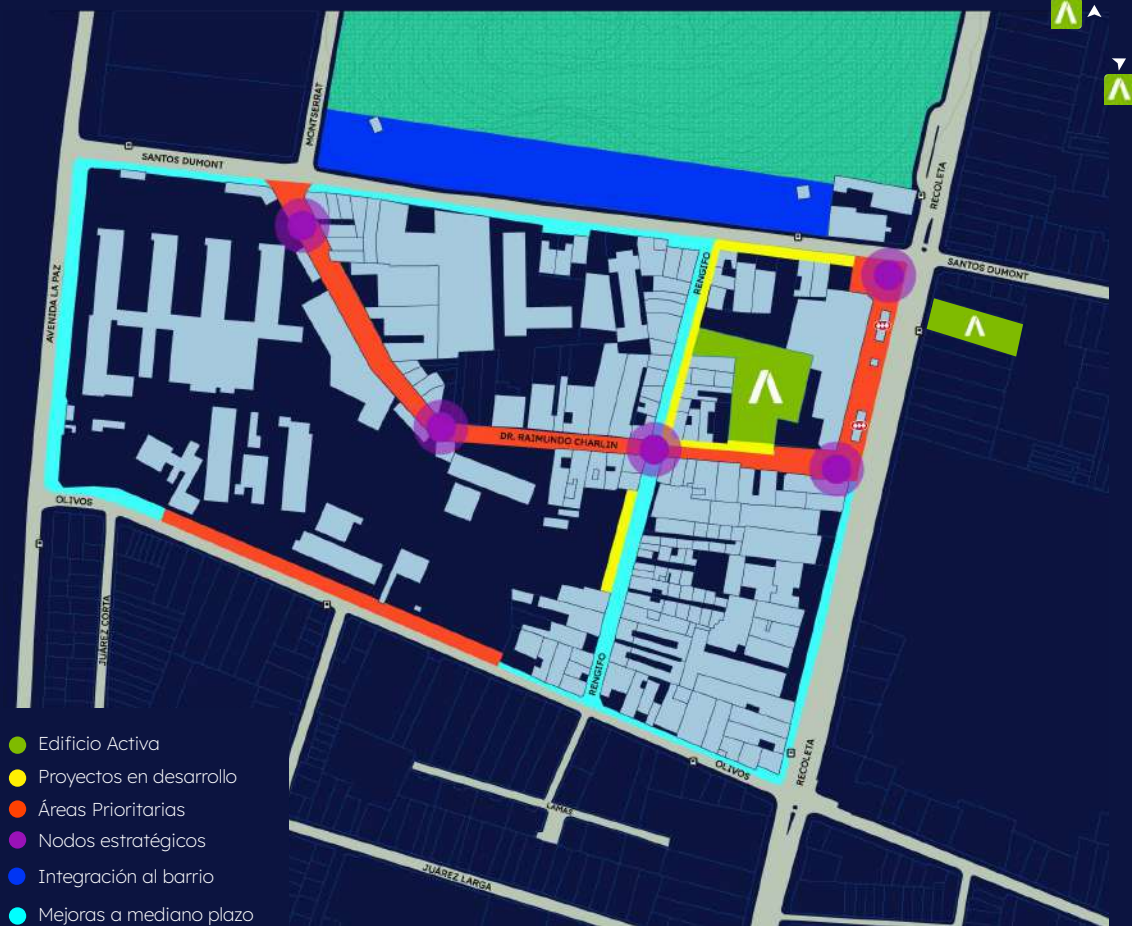 MONTSERRAT
SANTOS DUMONT
RECOLETA
SANTOS DUMONT
AVENIDA LA PAZ
RENGIFO
DR. RAIMUNDO CHARLIN
OLIVOS
JUÁREZ CORTA
RENGIFO
OLIVOS
RECOLETA
LAMAS
JUÁREZ LARGA
Edificio Activa
Proyectos en desarrollo
Áreas Prioritarias
Nodos estratégicos
Integración al barrio
Mejoras a mediano plazo